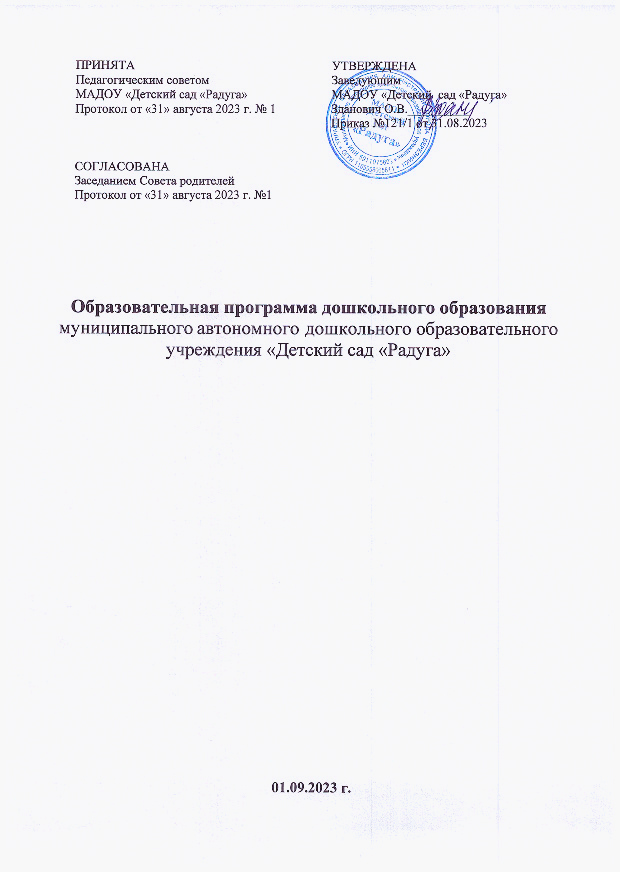 ПРИНЯТА
Педагогическим советом
МАДОУ «Детский сад «Радуга»
Протокол от «31» августа 2023 г. № 1
УТВЕРЖДЕНА
Заведующим
МАДОУ «Детский сад «Радуга»
Зданович О.В.
Приказ №121/1 от 31.08.2023
СОГЛАСОВАНА
Заседанием Совета родителей
Протокол от «31» августа 2023 г. №1
Образовательная программа дошкольного образования
муниципального автономного дошкольного образовательного
учреждения «Детский сад «Радуга»
01.09.2023 г.